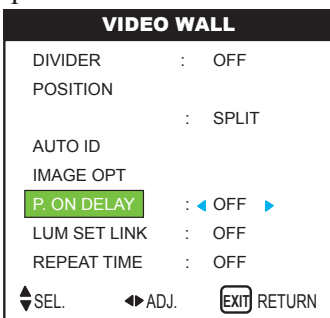 VIDEO WALL
DIVIDER : OFF
POSITION
: SPLIT
AUTO ID
IMAGE OPT
P. ON DELAY : OFF
LUM SET LINK : OFF
REPEAT TIME : OFF
SEL. ADJ. EXIT RETURN